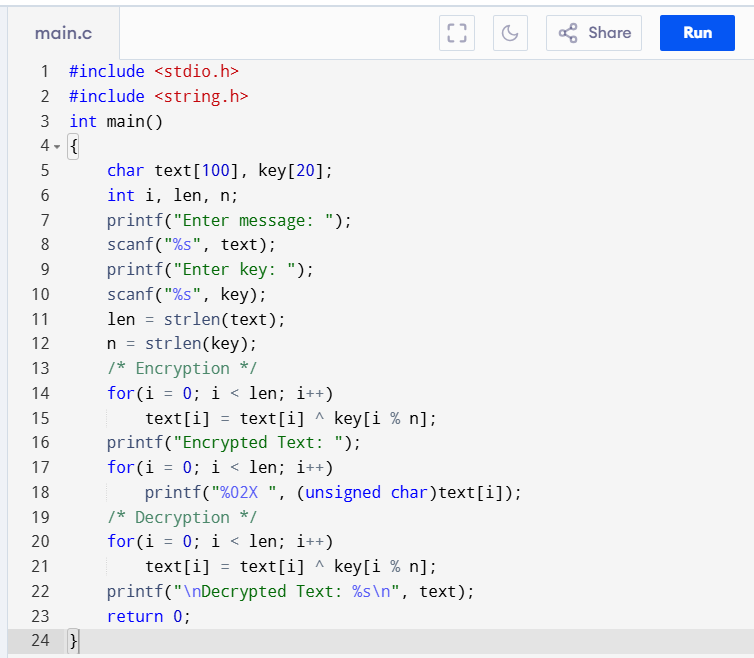 main.c Share Run
1 #include <stdio.h>
2 #include <string.h>
3 int main()
4 {
5     char text[100], key[20];
6     int i, len, n;
7     printf("Enter message: ");
8     scanf("%s", text);
9     printf("Enter key: ");
10     scanf("%s", key);
11     len = strlen(text);
12     n = strlen(key);
13     /* Encryption */
14     for(i = 0; i < len; i++)
15         text[i] = text[i] ^ key[i % n];
16     printf("Encrypted Text: ");
17     for(i = 0; i < len; i++)
18         printf("%02X ", (unsigned char)text[i]);
19     /* Decryption */
20     for(i = 0; i < len; i++)
21         text[i] = text[i] ^ key[i % n];
22     printf("\nDecrypted Text: %s\n", text);
23     return 0;
24 }